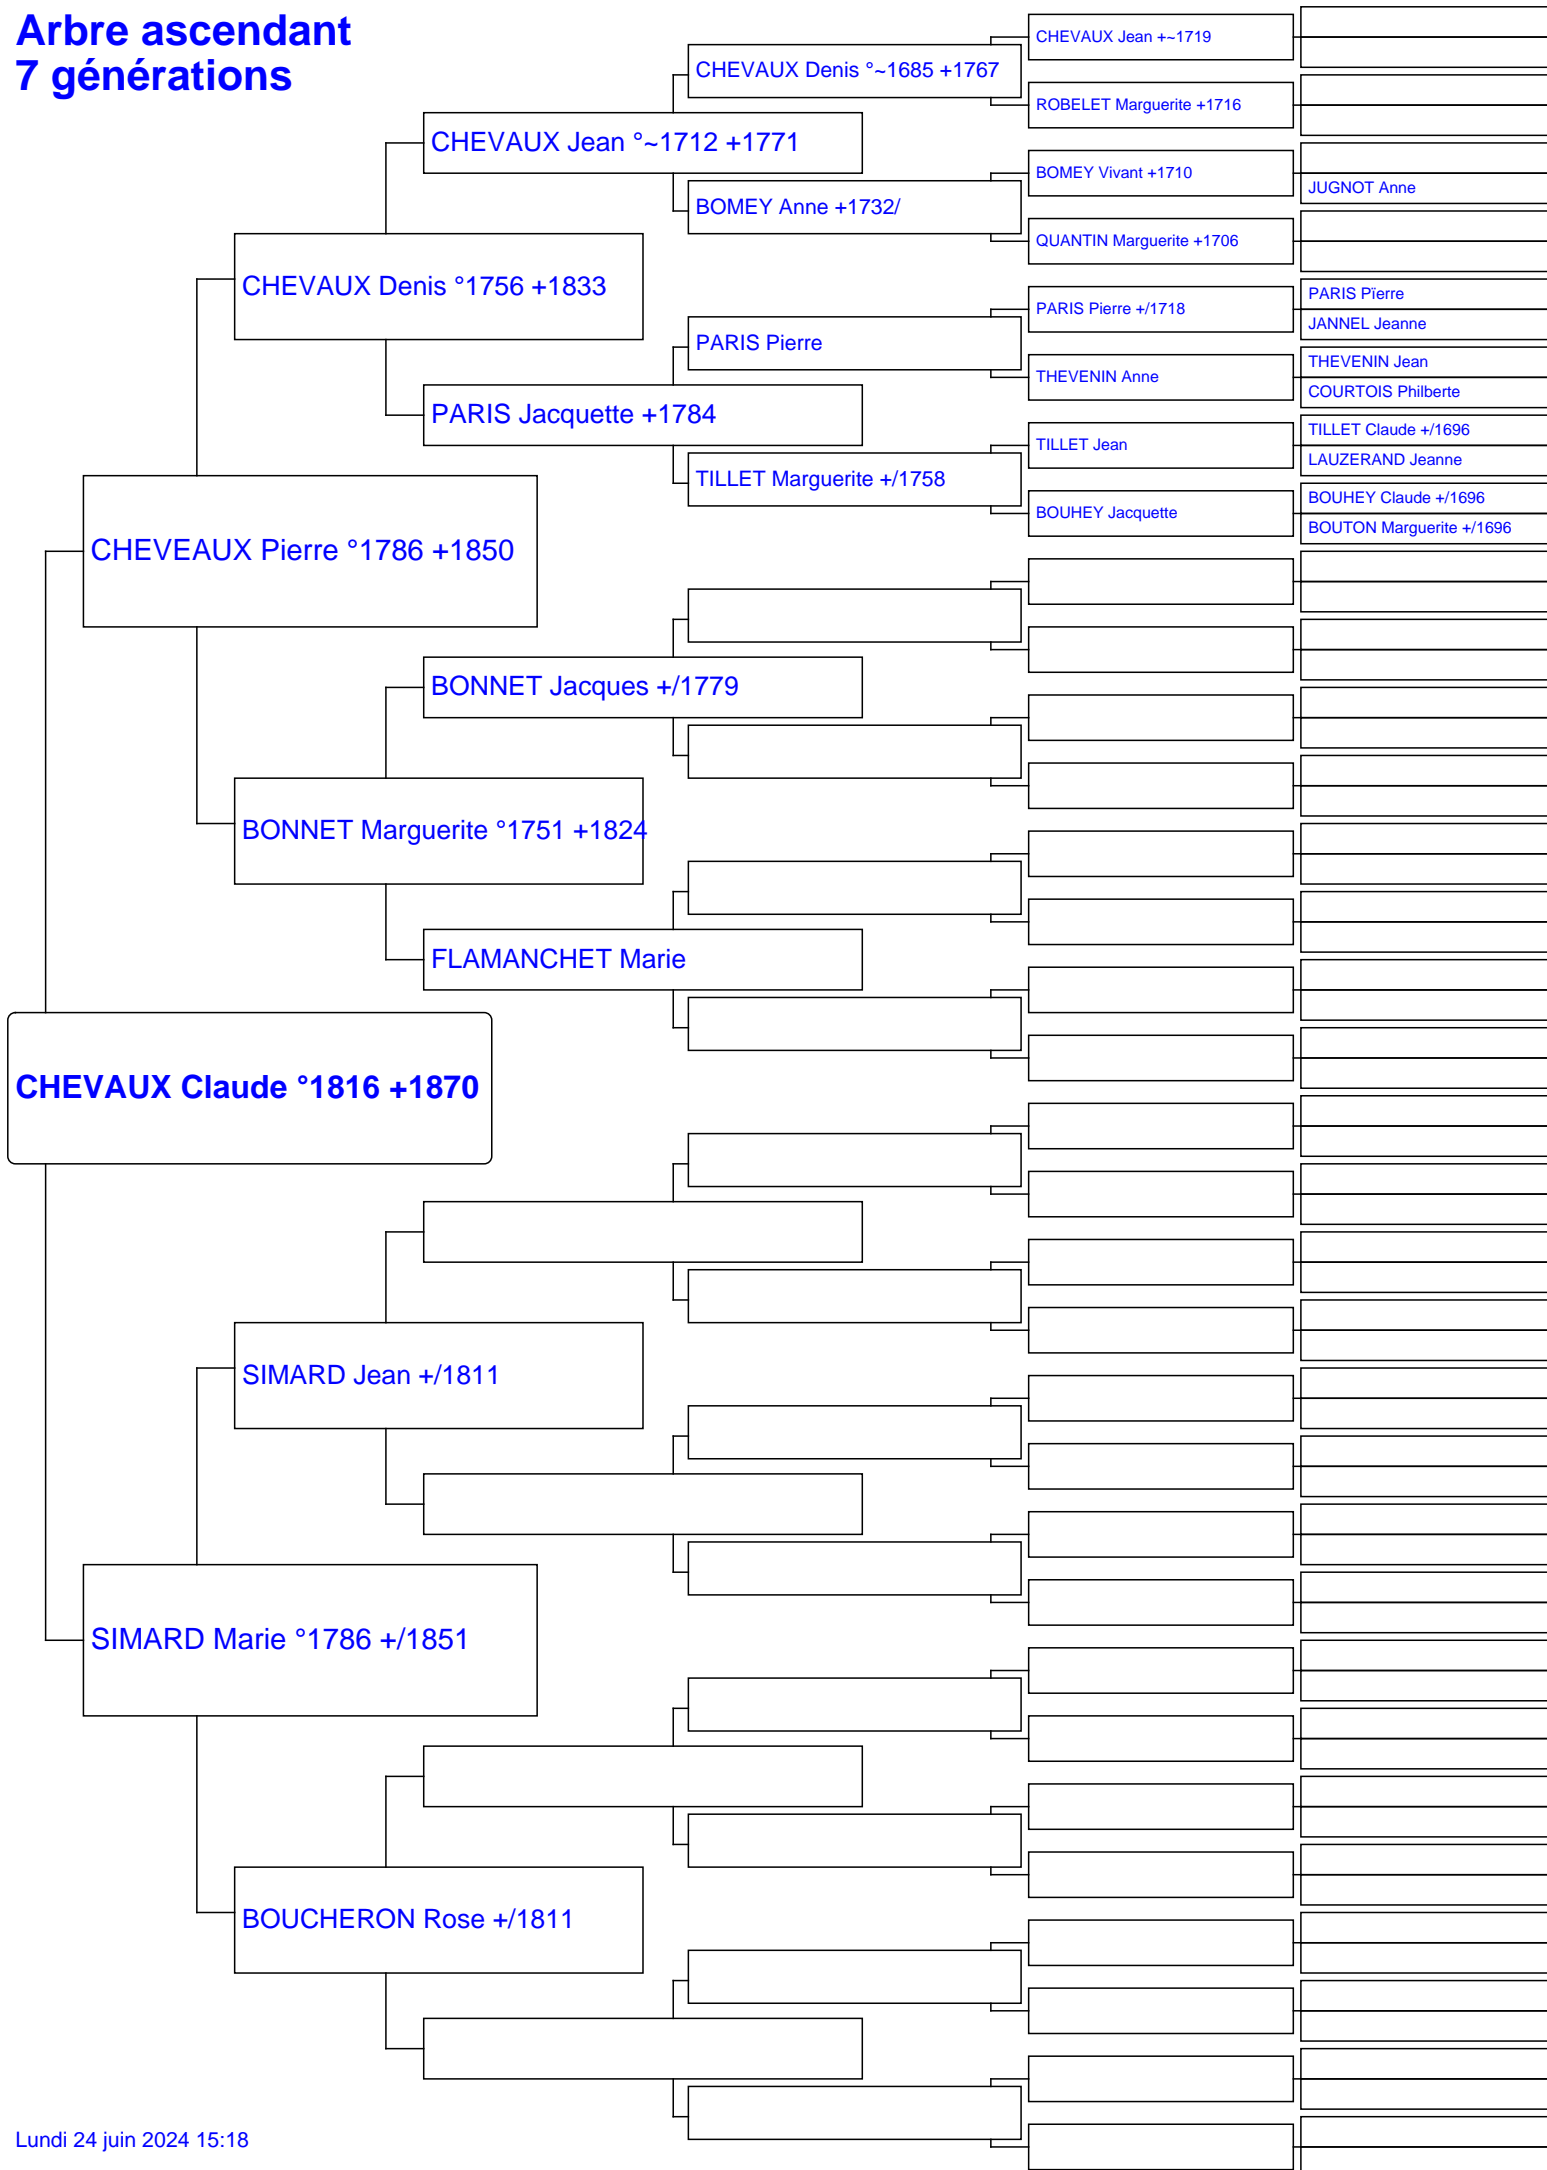 Arbre ascendant
7 générations
CHEVAUX Jean +~1719
CHEVAUX Denis °~1685 +1767
ROBELET Marguerite +1716
CHEVAUX Jean °~1712 +1771
BOMEY Vivant +1710
JUGNOT Anne
BOMEY Anne +1732/
QUANTIN Marguerite +1706
CHEVAUX Denis °1756 +1833
PARIS Pïerre
PARIS Pierre +/1718
JANNEL Jeanne
PARIS Pierre
THEVENIN Jean
THEVENIN Anne
COURTOIS Philberte
PARIS Jacquette +1784
TILLET Claude +/1696
TILLET Jean
LAUZERAND Jeanne
TILLET Marguerite +/1758
BOUHEY Claude +/1696
BOUHEY Jacquette
BOUTON Marguerite +/1696
CHEVEAUX Pierre °1786 +1850
BONNET Jacques +/1779
BONNET Marguerite °1751 +1824
FLAMANCHET Marie
CHEVAUX Claude °1816 +1870
SIMARD Jean +/1811
SIMARD Marie °1786 +/1851
BOUCHERON Rose +/1811
Lundi 24 juin 2024 15:18